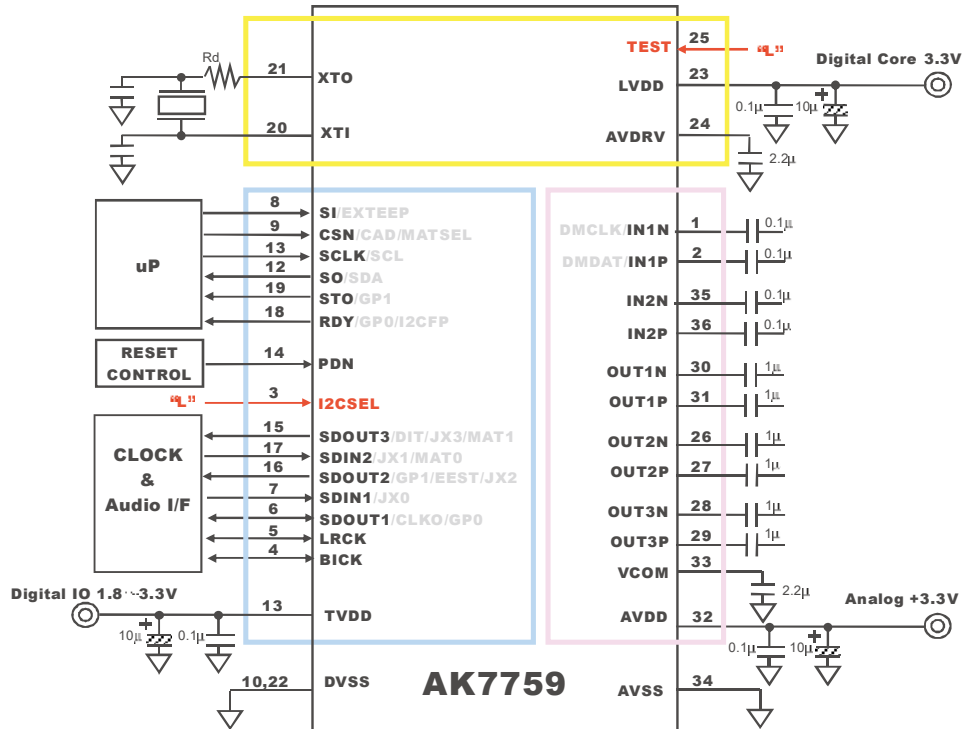 Rd
21 XTO
20 XTI
TEST 25 "L"
Digital Core 3.3V
LVDD 23
0.1μ 10μ +
AVDRV 24
2.2μ
uP
8 SI/EXTEEP
9 CSN/CAD/MATSEL
13 SCLK/SCL
12 SO/SDA
19 STO/GP1
18 RDY/GP0/I2CFP
RESET CONTROL
14 PDN
"L" 3 I2CSEL
CLOCK
&
Audio I/F
15 SDOUT3/DIT/JX3/MAT1
17 SDIN2/JX1/MAT0
16 SDOUT2/GP1/EEST/JX2
7 SDIN1/JX0
6 SDOUT1/CLKO/GP0
5 LRCK
4 BICK
Digital IO 1.8~3.3V
13 TVDD
+ 10μ 0.1μ
10,22 DVSS
DMCLK/IN1N 1 0.1μ
DMDAT/IN1P 2 0.1μ
IN2N 35 0.1μ
IN2P 36 0.1μ
OUT1N 30 1μ
OUT1P 31 1μ
OUT2N 26 1μ
OUT2P 27 1μ
OUT3N 28 1μ
OUT3P 29 1μ
VCOM 33
2.2μ
Analog +3.3V
AVDD 32
0.1μ 10μ +
AVSS 34
AK7759